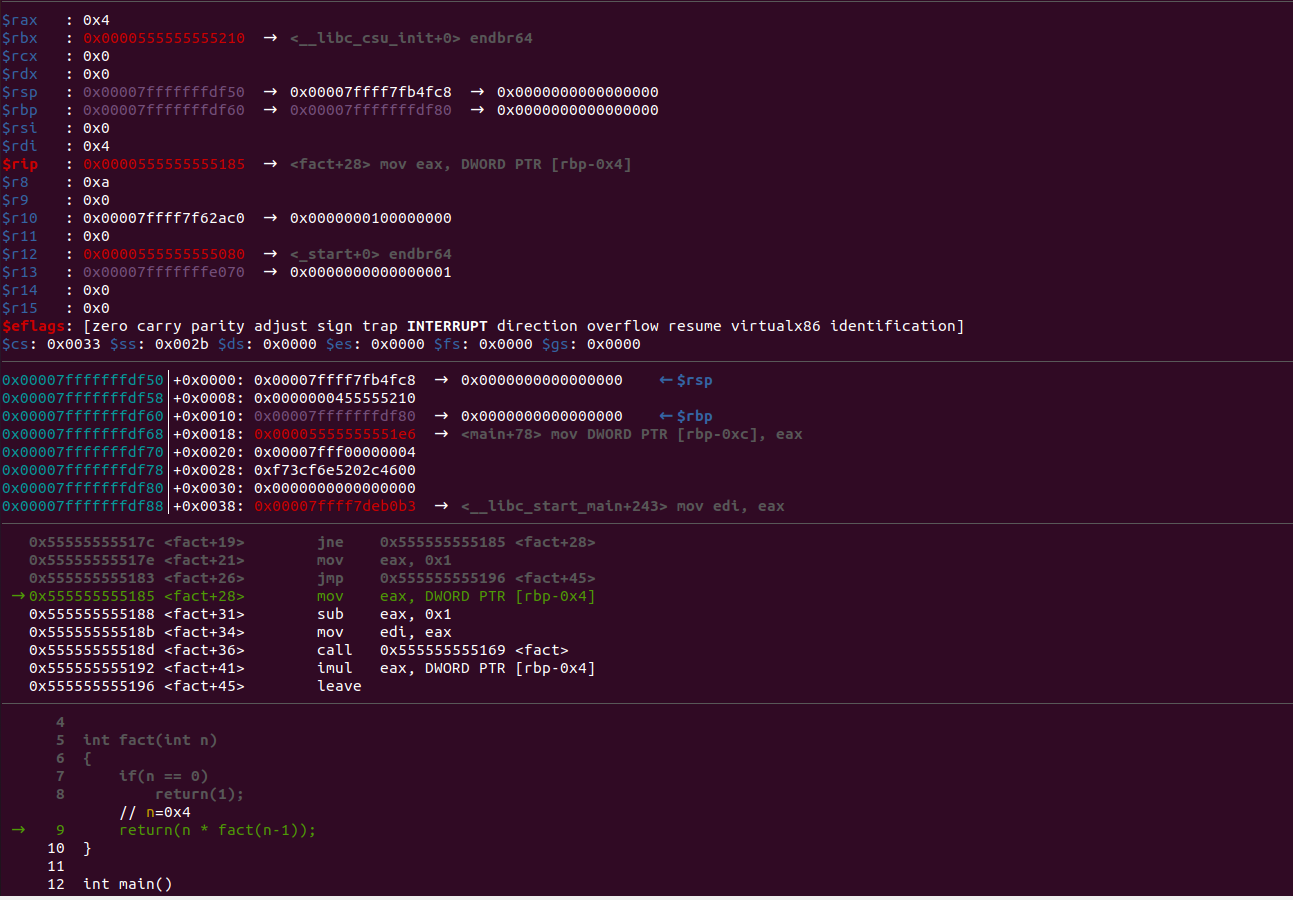 $rax   : 0x4
$rbx   : 0x0000555555555210  →  <__libc_csu_init+0> endbr64
$rcx   : 0x0
$rdx   : 0x0
$rsp   : 0x00007fffffffdf50  →  0x00007ffff7fb4fc8  →  0x0000000000000000
$rbp   : 0x00007fffffffdf60  →  0x00007fffffffdf80  →  0x0000000000000000
$rsi   : 0x0
$rdi   : 0x4
$rip   : 0x0000555555555185  →  <fact+28> mov eax, DWORD PTR [rbp-0x4]
$r8    : 0xa
$r9    : 0x0
$r10   : 0x00007ffff7f62ac0  →  0x0000000100000000
$r11   : 0x0
$r12   : 0x0000555555555080  →  <_start+0> endbr64
$r13   : 0x00007fffffffe070  →  0x0000000000000001
$r14   : 0x0
$r15   : 0x0
$eflags: [zero carry parity adjust sign trap INTERRUPT direction overflow resume virtualx86 identification]
$cs: 0x0033 $ss: 0x002b $ds: 0x0000 $es: 0x0000 $fs: 0x0000 $gs: 0x0000
0x00007fffffffdf50│+0x0000: 0x00007ffff7fb4fc8  →  0x0000000000000000    ← $rsp
0x00007fffffffdf58│+0x0008: 0x0000000455555210
0x00007fffffffdf60│+0x0010: 0x00007fffffffdf80  →  0x0000000000000000    ← $rbp
0x00007fffffffdf68│+0x0018: 0x00005555555551e6  →  <main+78> mov DWORD PTR [rbp-0xc], eax
0x00007fffffffdf70│+0x0020: 0x00007fff00000004
0x00007fffffffdf78│+0x0028: 0xf73cf6e5202c4600
0x00007fffffffdf80│+0x0030: 0x0000000000000000
0x00007fffffffdf88│+0x0038: 0x00007ffff7deb0b3  →  <__libc_start_main+243> mov edi, eax
0x55555555517c <fact+19>        jne    0x555555555185 <fact+28>
0x55555555517e <fact+21>        mov    eax, 0x1
0x555555555183 <fact+26>        jmp    0x555555555196 <fact+45>
→ 0x555555555185 <fact+28>        mov    eax, DWORD PTR [rbp-0x4]
0x555555555188 <fact+31>        sub    eax, 0x1
0x55555555518b <fact+34>        mov    edi, eax
0x55555555518d <fact+36>        call   0x555555555169 <fact>
0x555555555192 <fact+41>        imul   eax, DWORD PTR [rbp-0x4]
0x555555555196 <fact+45>        leave
4
5  int fact(int n)
6  {
7      if(n == 0)
8          return(1);
// n=0x4
→    9      return(n * fact(n-1));
10  }
11
12  int main()